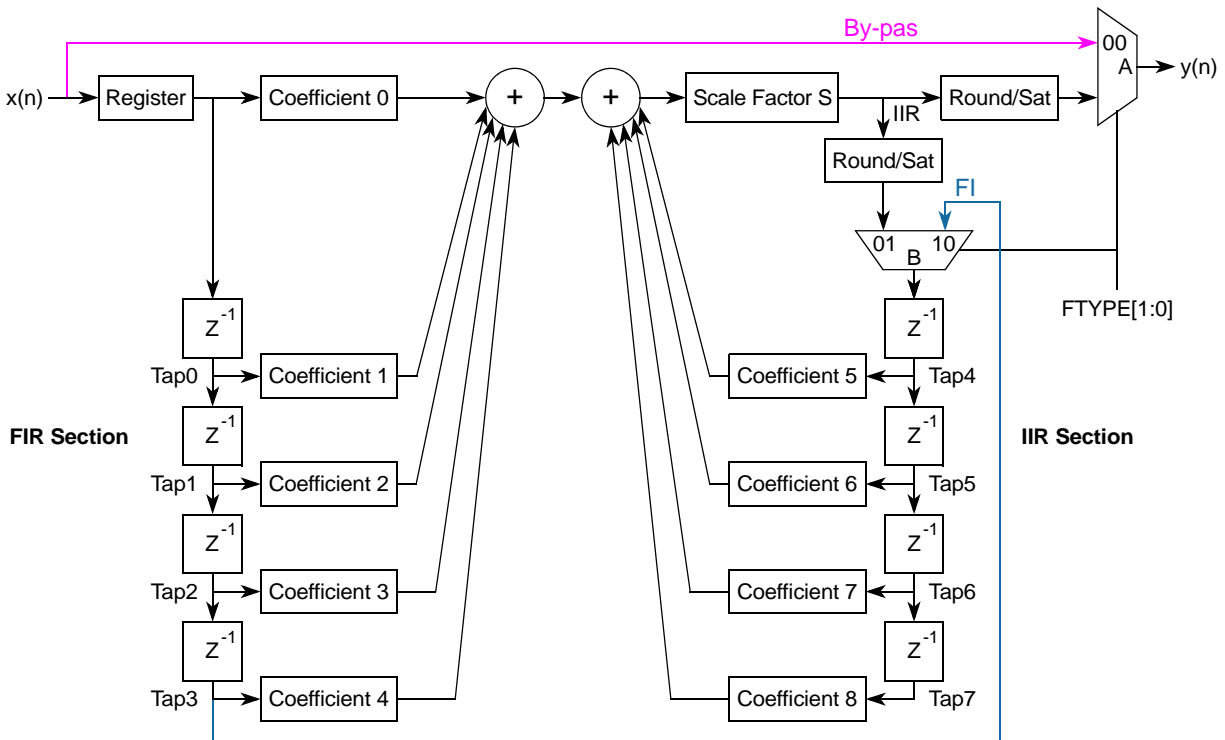 By-pas
00
A
x(n)
Register
Coefficient 0
+
+
Scale Factor S
IIR
Round/Sat
y(n)
Round/Sat
FI
01
10
B
FTYPE[1:0]
Z-1
Z-1
Tap0
Coefficient 1
Coefficient 5
Tap4
FIR Section
Z-1
Z-1
IIR Section
Tap1
Coefficient 2
Coefficient 6
Tap5
Z-1
Z-1
Tap2
Coefficient 3
Coefficient 7
Tap6
Z-1
Z-1
Tap3
Coefficient 4
Coefficient 8
Tap7